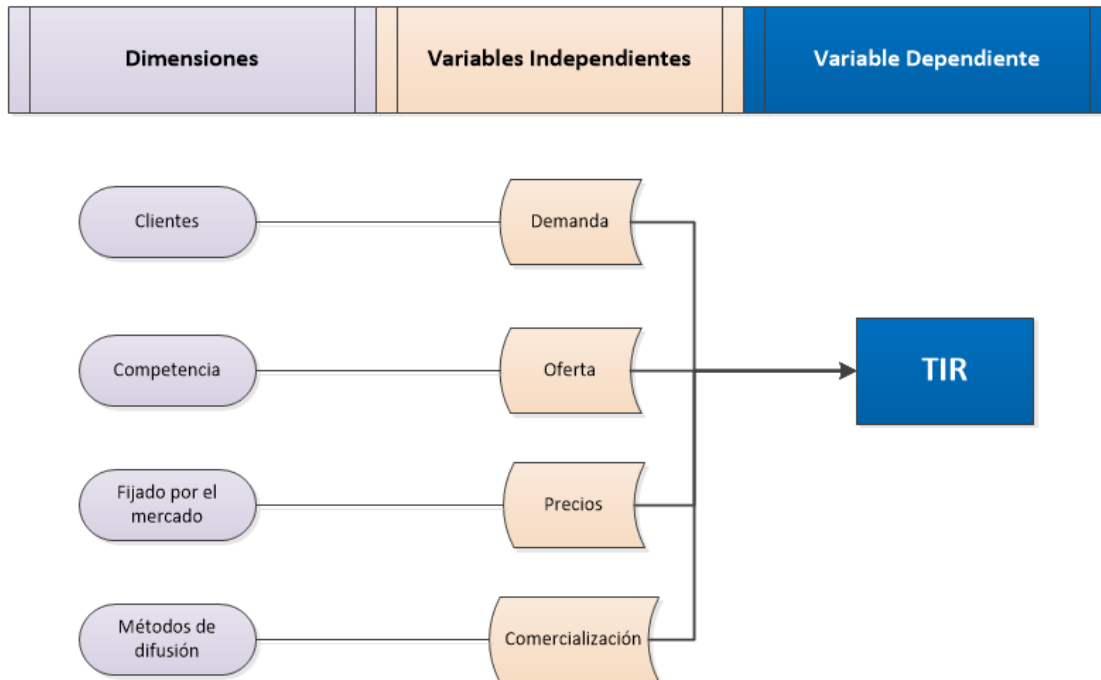 Dimensiones
Variables Independientes
Variable Dependiente
Clientes
Demanda
Competencia
Oferta
TIR
Fijado por el
mercado
Precios
Métodos de
difusión
Comercialización